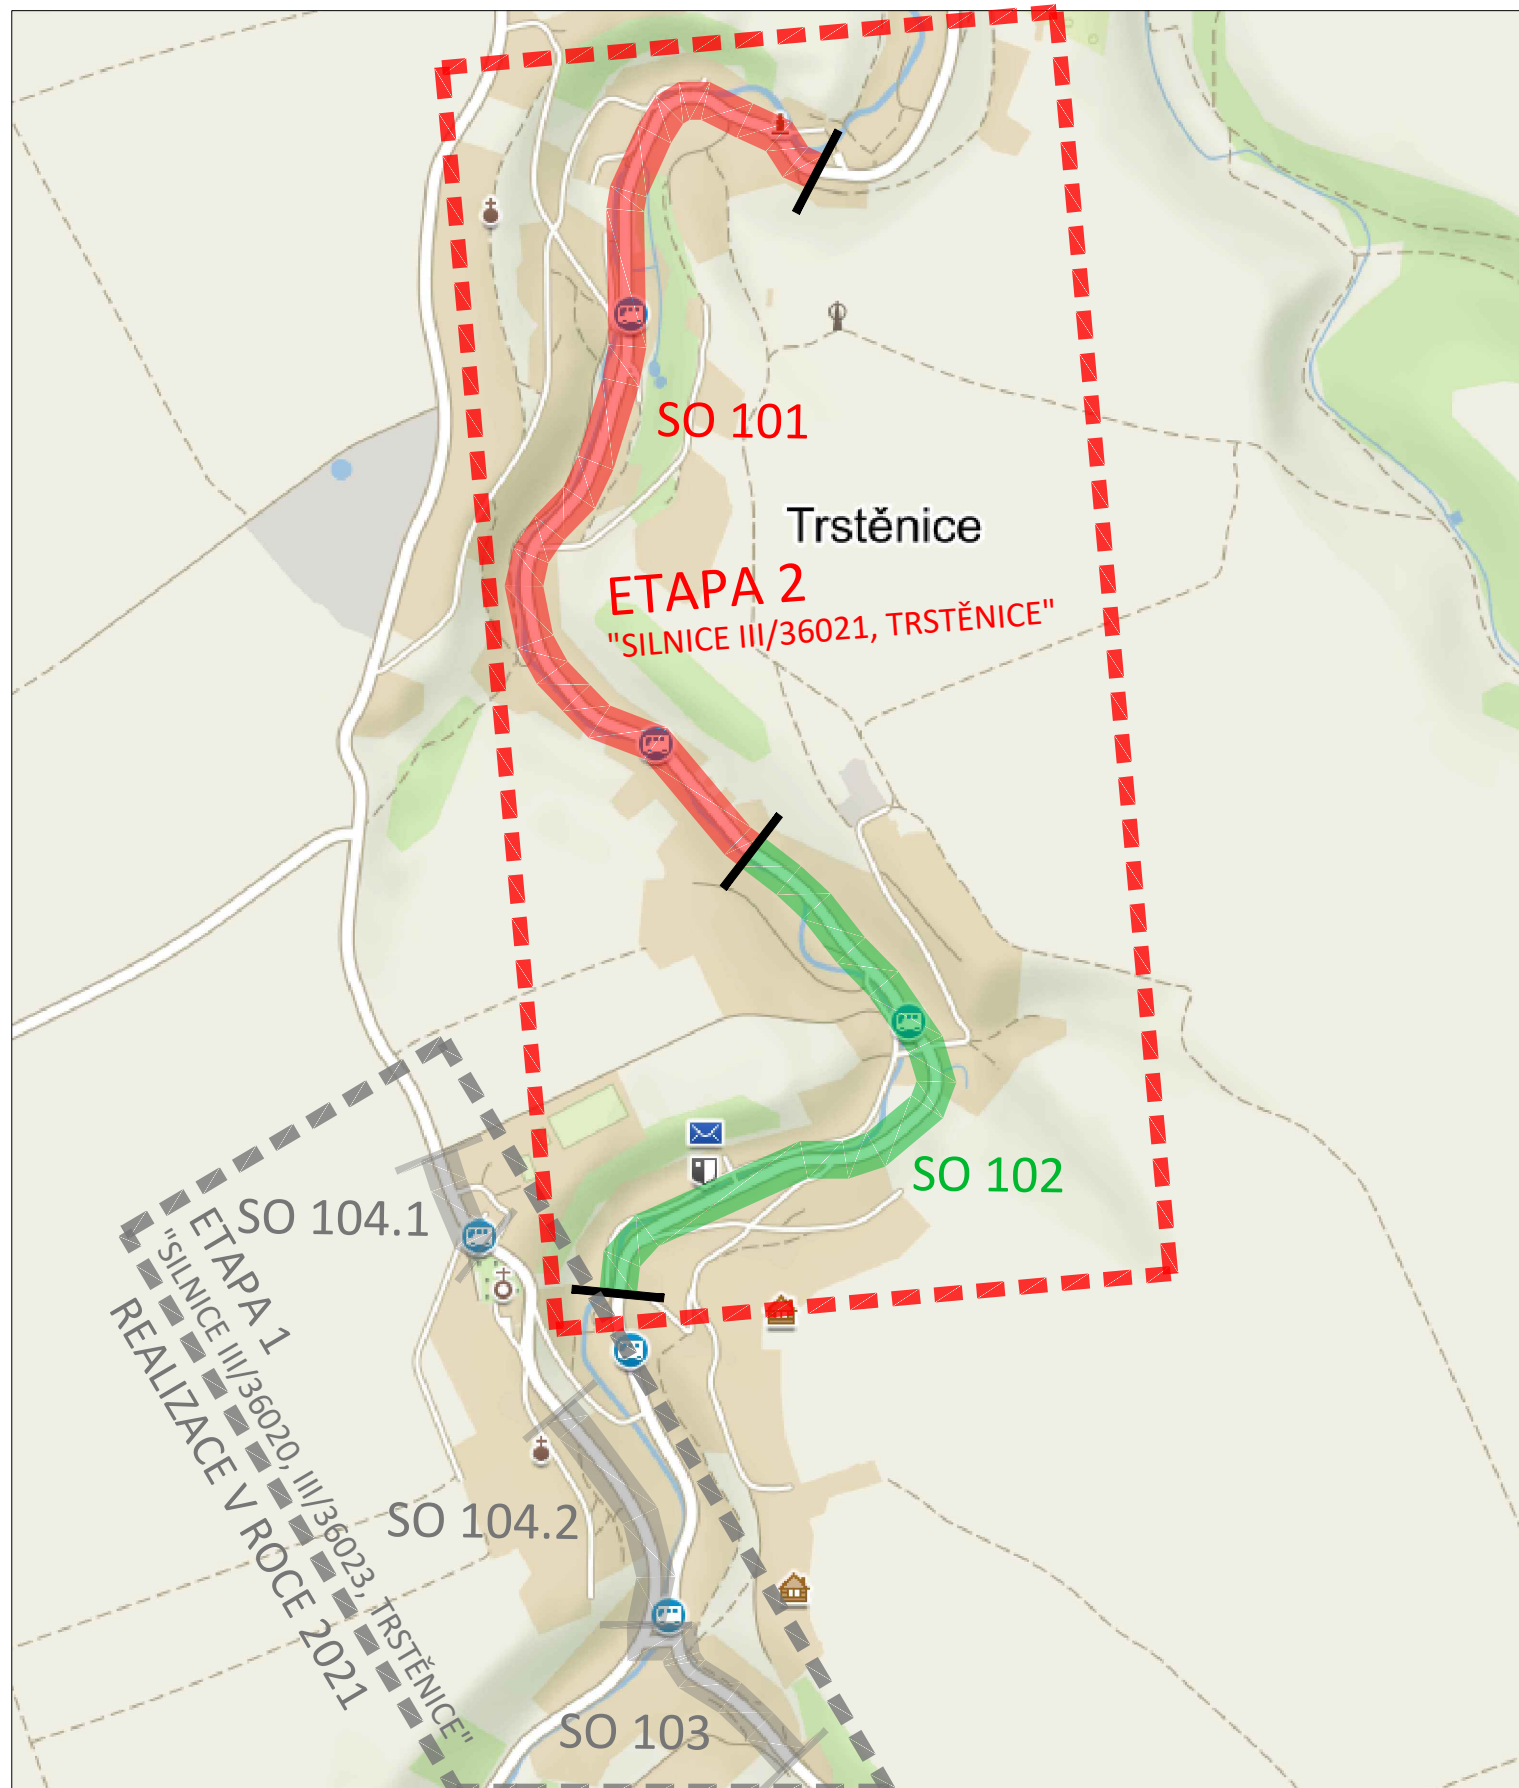 SO 101
Trstěnice
ETAPA 2
"SILNICE III/36021, TRSTĚNICE"
SO 102
SO 104.1
ETAPA 1
"SILNICE III/36020, III/36023, TRSTĚNICE"
REALIZACE V ROCE 2021
SO 104.2
SO 103